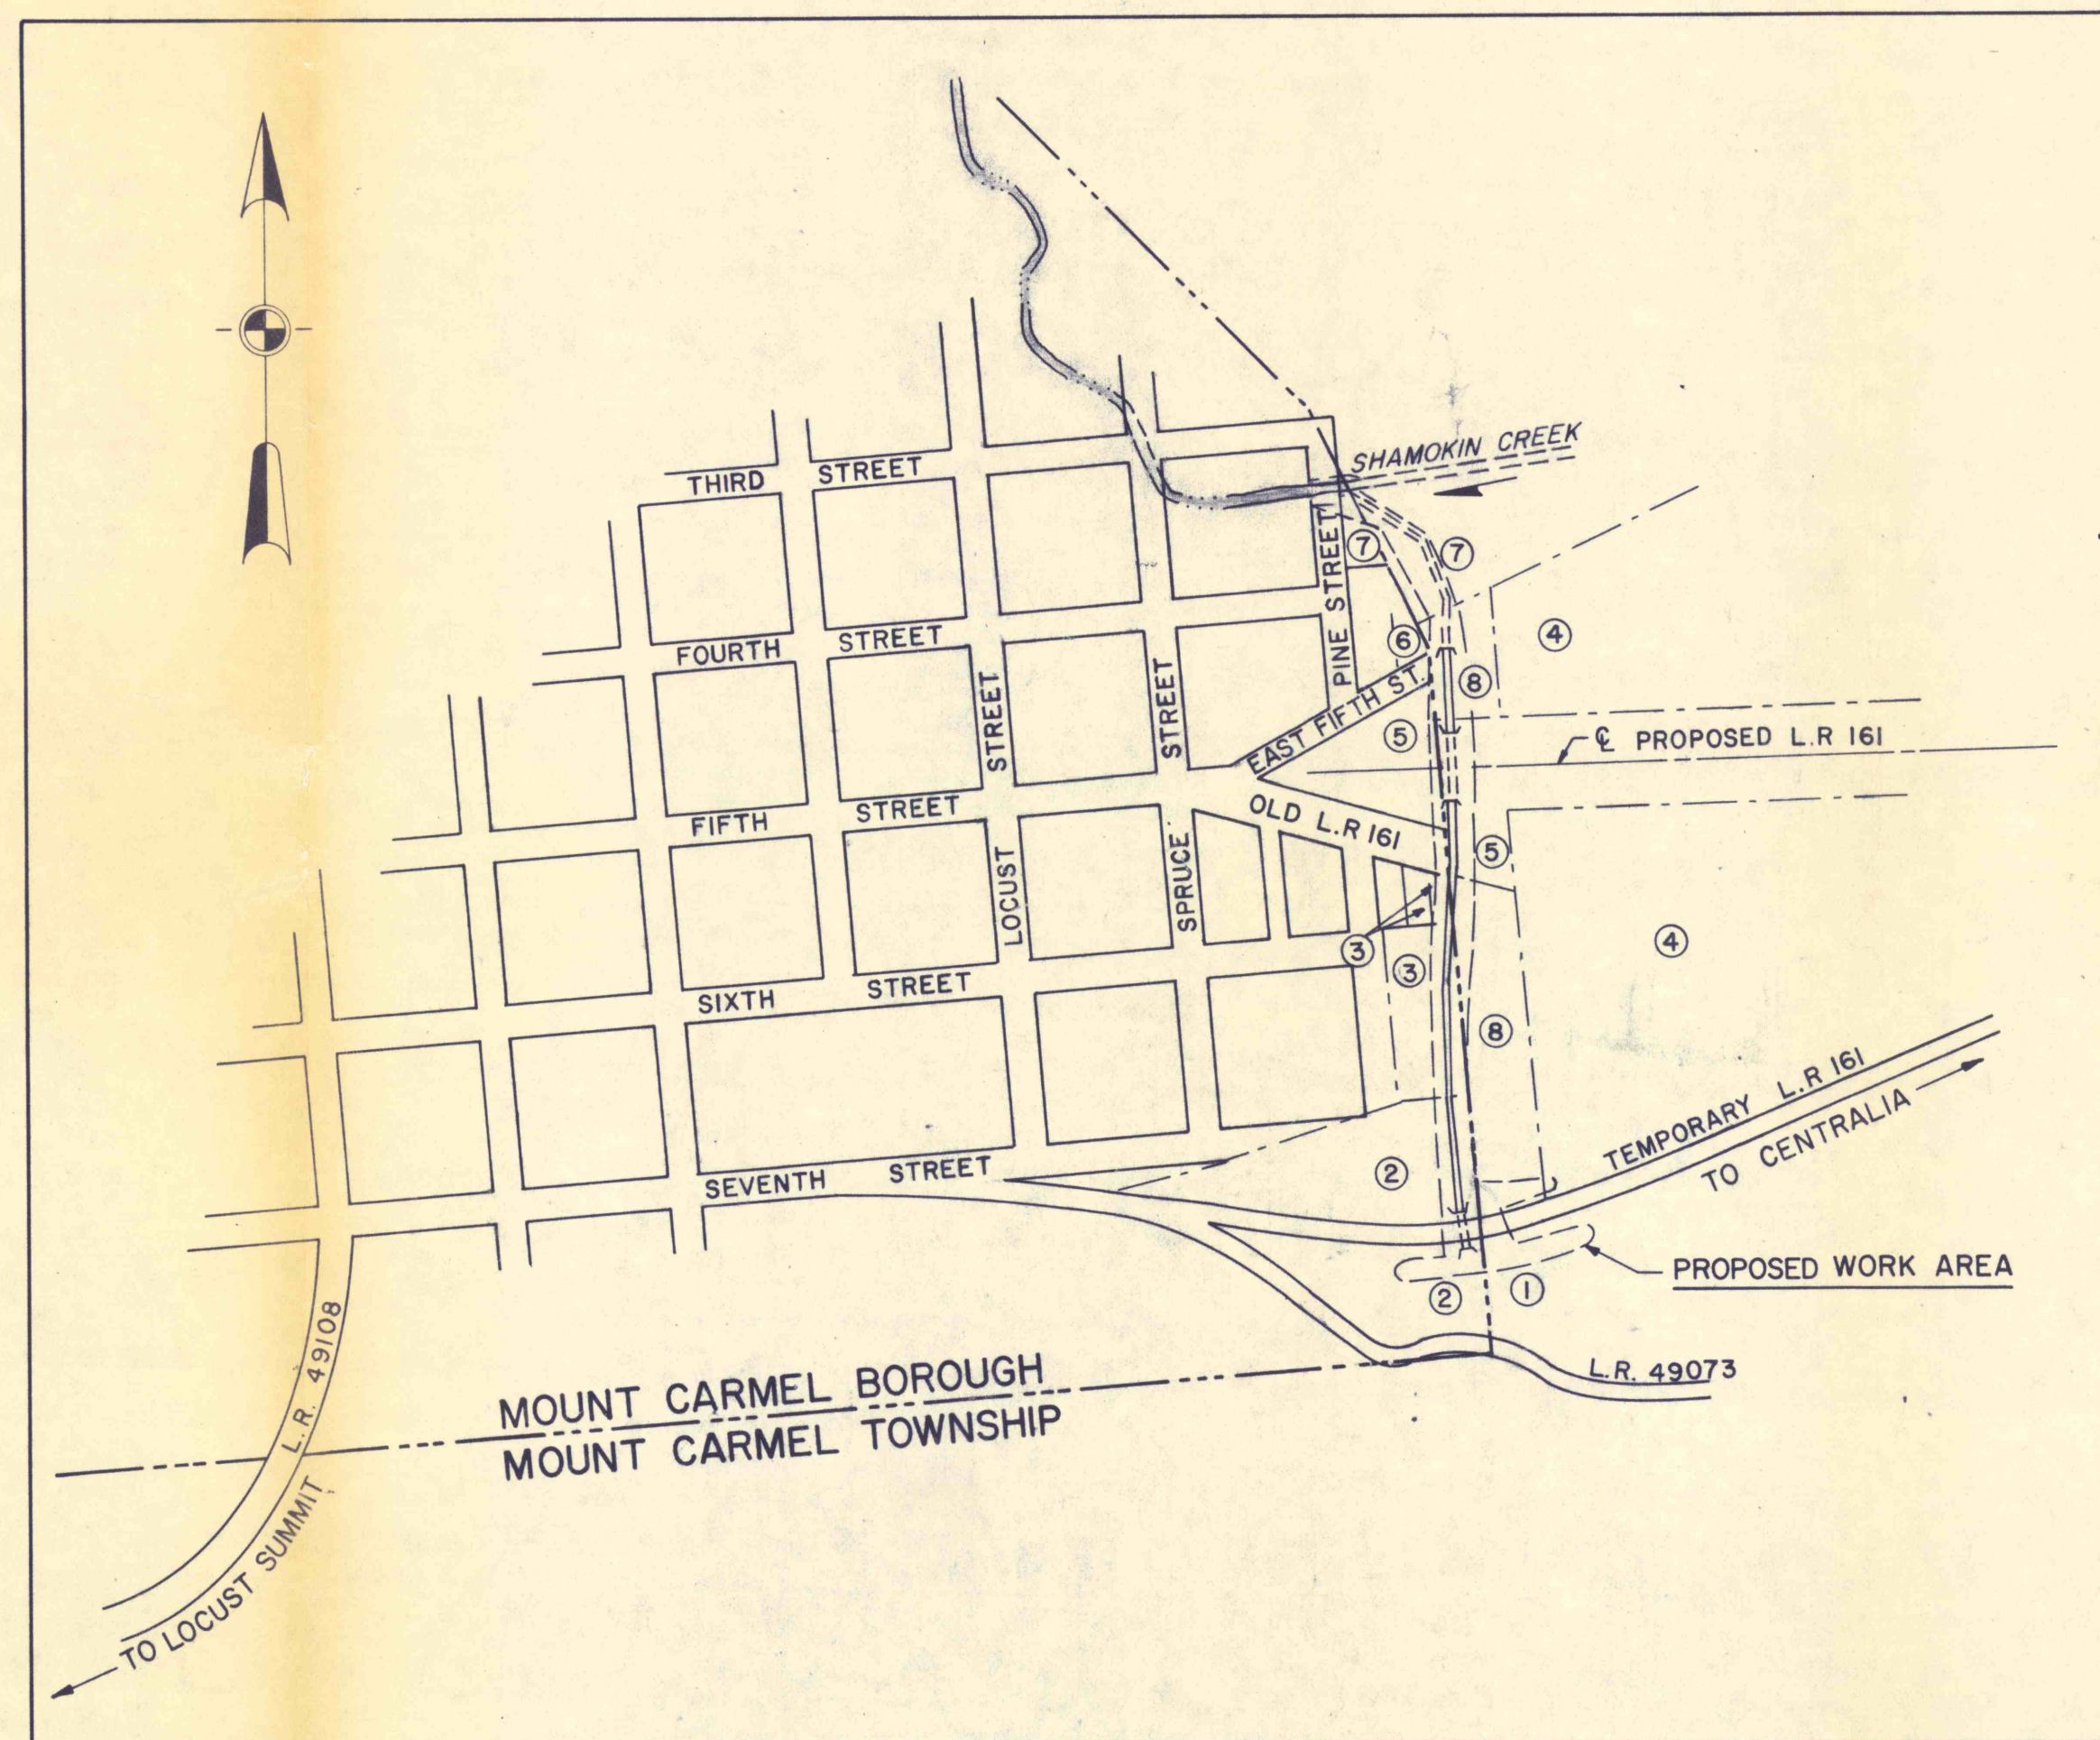 SHAMOKIN CREEK
THIRD STREET
PINE STREET
7
7
FOURTH STREET
6
4
8
STREET
STREET
EAST FIFTH ST.
5
℄ PROPOSED L.R 161
FIFTH STREET
OLD L.R 161
5
LOCUST
SPRUCE
3
3
4
SIXTH STREET
8
TEMPORARY L.R 161
TO CENTRALIA
SEVENTH STREET
2
PROPOSED WORK AREA
2
1
L.R. 49108
L.R. 49073
MOUNT CARMEL BOROUGH
MOUNT CARMEL TOWNSHIP
TO LOCUST SUMMIT